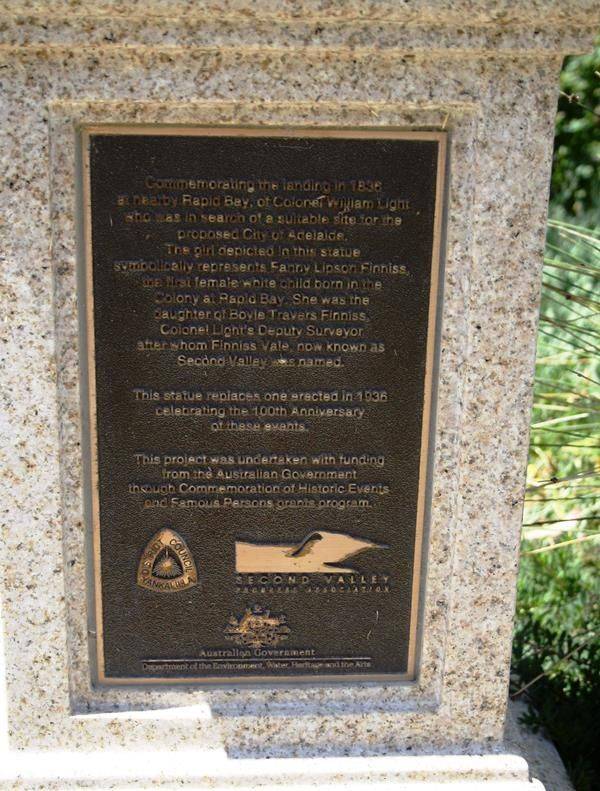 Commemorating the landing in 1836
at nearby Rapid Bay, of Colonel William Light
who was in search of a suitable site for the
proposed City of Adelaide.
The girl depicted in this statue
symbolically represents Fanny Lipson Finniss,
the first female white child born in the
Colony at Rapid Bay. She was the
daughter of Boyle Travers Finniss,
Colonel Light's Deputy Surveyor
after whom Finniss Vale, now known as
Second Valley was named.
This statue replaces one erected in 1936
celebrating the 100th Anniversary
of these events.
This project was undertaken with funding
from the Australian Government
through Commemoration of Historic Events
and Famous Persons grants program.
DISTRICT COUNCIL
YANKALILLA
SECOND VALLEY
PROGRESS ASSOCIATION
Australian Government
Department of the Environment, Water, Heritage and the Arts